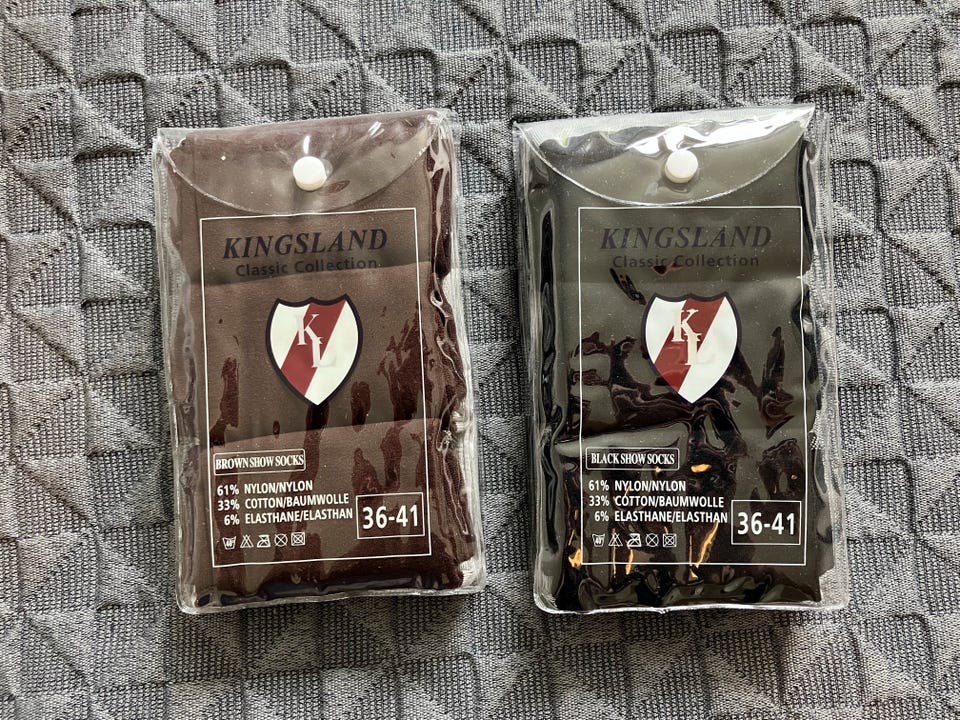 KINGSLAND
Classic Collection
KL
BROWN SHOW SOCKS
61% NYLON/NYLON
33% COTTON/BAUMWOLLE
6% ELASTHANE/ELASTHAN
36-41
KINGSLAND
Classic Collection
KL
BLACK SHOW SOCKS
61% NYLON/NYLON
33% COTTON/BAUMWOLLE
6% ELASTHANE/ELASTHAN
36-41